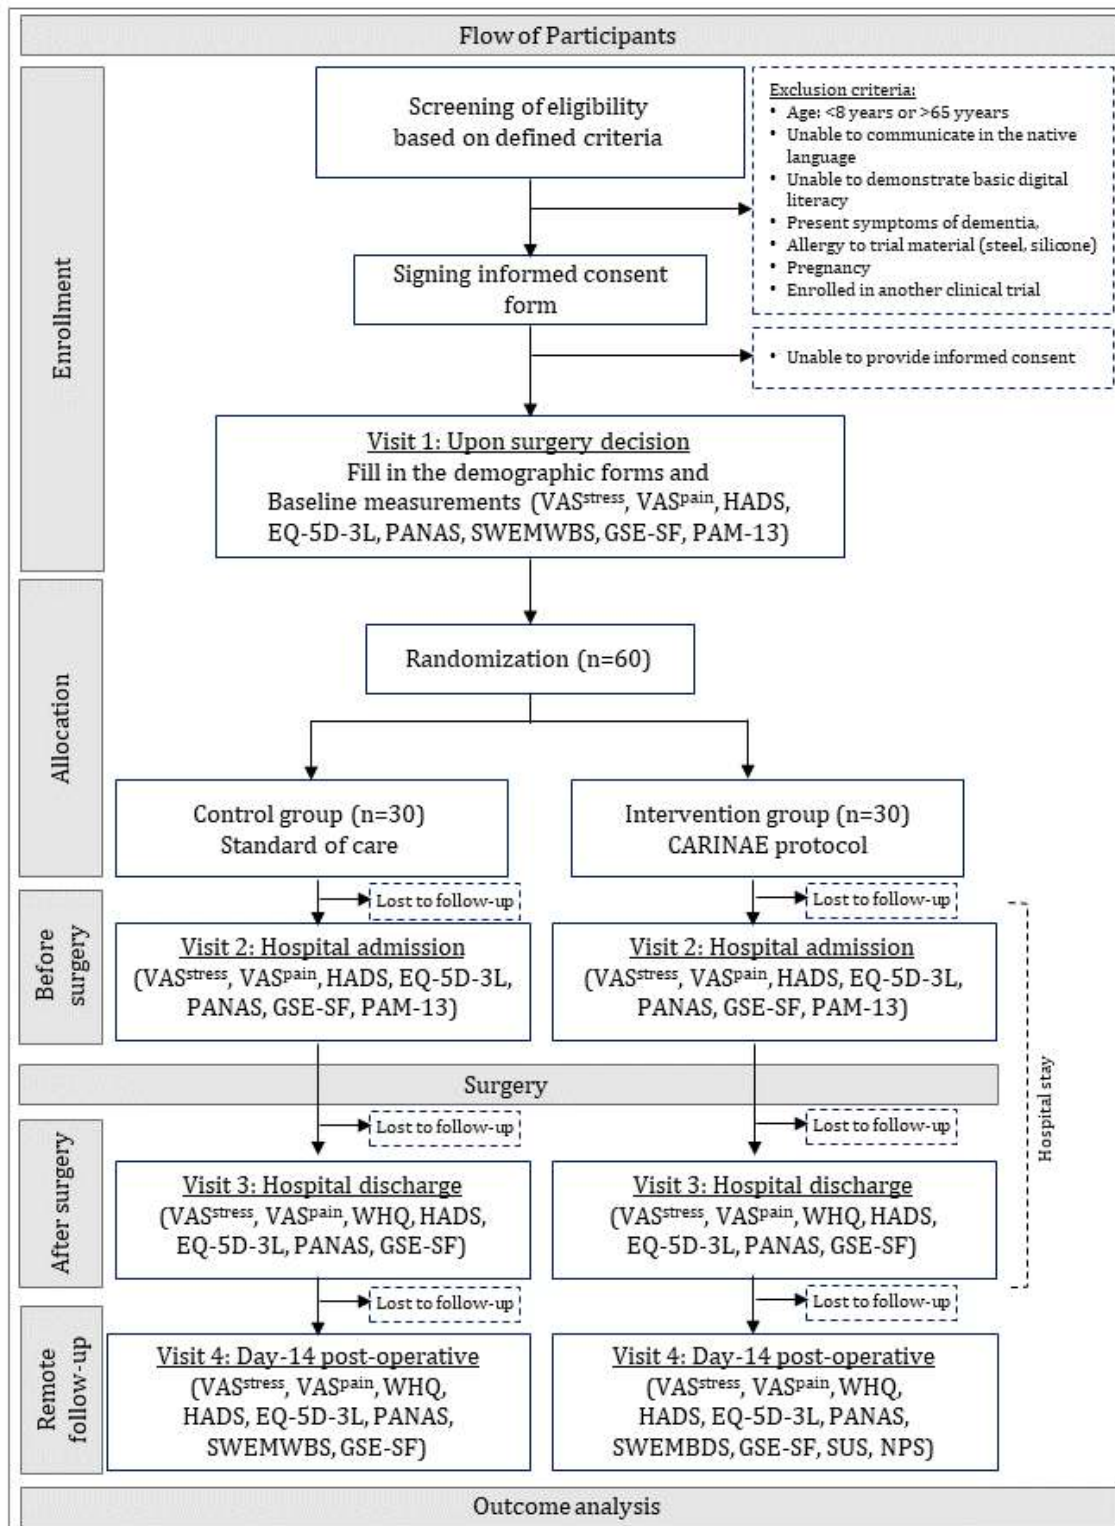 Flow of Participants
Enrollment
Screening of eligibility
based on defined criteria
Exclusion criteria:
• Age: <8 years or >65 yyears
• Unable to communicate in the native
language
• Unable to demonstrate basic digital
literacy
• Present symptoms of dementia,
• Allergy to trial material (steel, silicone)
• Pregnancy
• Enrolled in another clinical trial
Signing informed consent
form
• Unable to provide informed consent
Visit 1: Upon surgery decision
Fill in the demographic forms and
Baseline measurements (VASstress, VASpain, HADS,
EQ-5D-3L, PANAS, SWEMWBS, GSE-SF, PAM-13)
Allocation
Randomization (n=60)
Control group (n=30)
Standard of care
Intervention group (n=30)
CARINAE protocol
Lost to follow-up
Lost to follow-up
Before
surgery
Visit 2: Hospital admission
(VASstress, VASpain, HADS, EQ-5D-3L,
PANAS, GSE-SF, PAM-13)
Visit 2: Hospital admission
(VASstress, VASpain, HADS, EQ-5D-3L,
PANAS, GSE-SF, PAM-13)
Hospital stay
Surgery
Lost to follow-up
Lost to follow-up
After surgery
Visit 3: Hospital discharge
(VASstress, VASpain, WHQ, HADS,
EQ-5D-3L, PANAS, GSE-SF)
Visit 3: Hospital discharge
(VASstress, VASpain, WHQ, HADS,
EQ-5D-3L, PANAS, GSE-SF)
Lost to follow-up
Lost to follow-up
Remote
follow-up
Visit 4: Day-14 post-operative
(VASstress, VASpain, WHQ,
HADS, EQ-5D-3L, PANAS,
SWEMWBS, GSE-SF)
Visit 4: Day-14 post-operative
(VASstress, VASpain, WHQ,
HADS, EQ-5D-3L, PANAS,
SWEMBDS, GSE-SF, SUS, NPS)
Outcome analysis